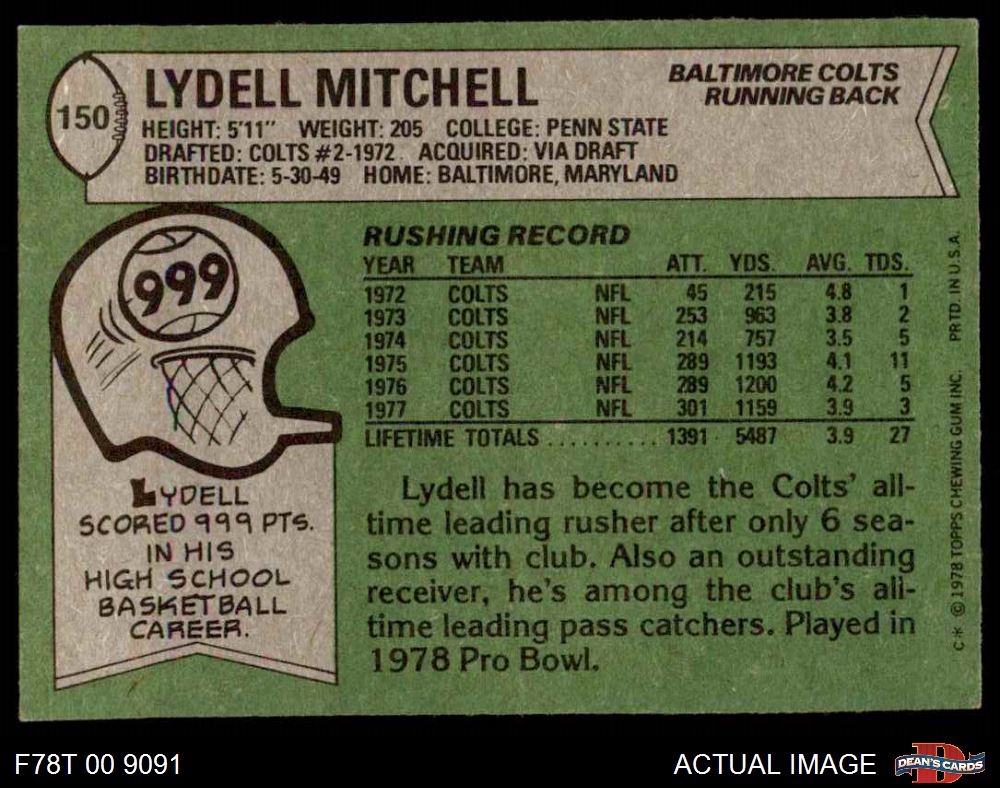 150
LYDELL MITCHELL
BALTIMORE COLTS
RUNNING BACK
HEIGHT: 5'11" WEIGHT: 205 COLLEGE: PENN STATE
DRAFTED: COLTS #2-1972 ACQUIRED: VIA DRAFT
BIRTHDATE: 5-30-49 HOME: BALTIMORE, MARYLAND
999
LYDELL
SCORED 999 PTS.
IN HIS
HIGH SCHOOL
BASKETBALL
CAREER.
RUSHING RECORD
YEAR TEAM ATT. YDS. AVG. TDS.
1972 COLTS NFL 45 215 4.8 1
1973 COLTS NFL 253 963 3.8 2
1974 COLTS NFL 214 757 3.5 5
1975 COLTS NFL 289 1193 4.1 11
1976 COLTS NFL 289 1200 4.2 5
1977 COLTS NFL 301 1159 3.9 3
LIFETIME TOTALS .......... 1391 5487 3.9 27
Lydell has become the Colts' all-
time leading rusher after only 6 sea-
sons with club. Also an outstanding
receiver, he's among the club's all-
time leading pass catchers. Played in
1978 Pro Bowl.
C* © 1978 TOPPS CHEWING GUM INC. PRTD. IN U.S.A.
F78T 00 9091
ACTUAL IMAGE
DEAN'S CARDS